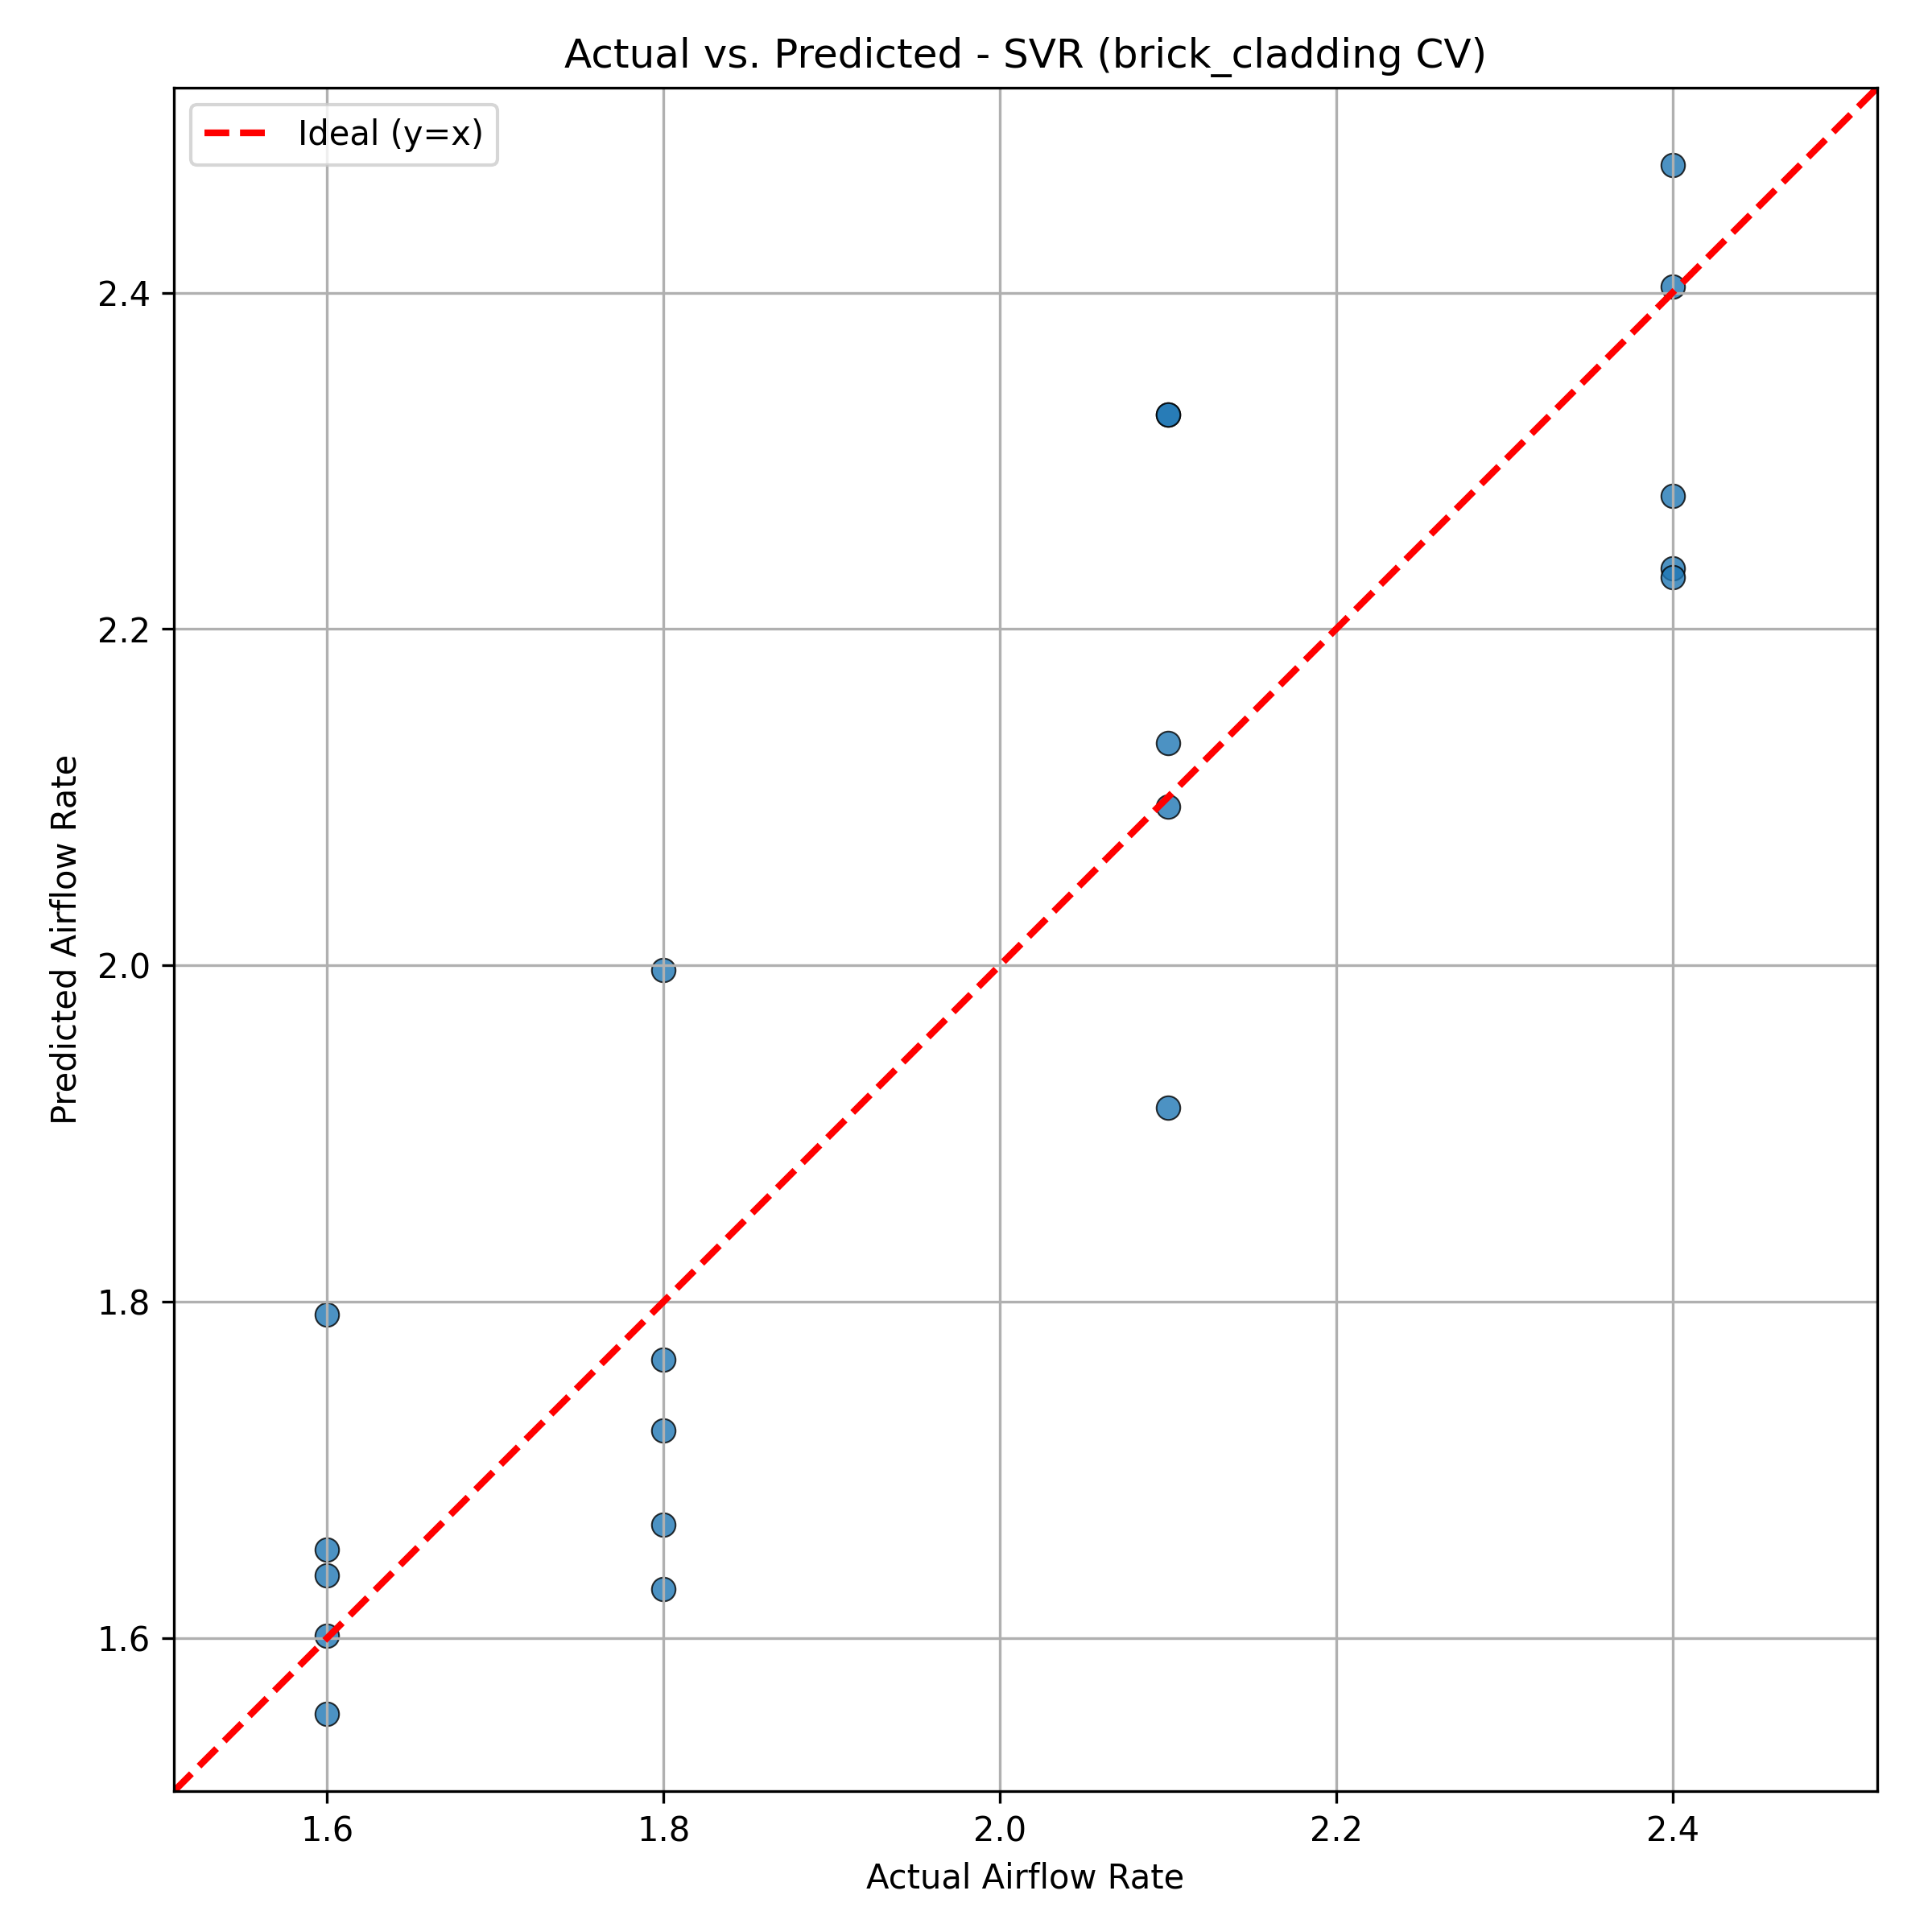 Actual vs. Predicted - SVR (brick_cladding CV)
Ideal (y=x)
2.4
2.2
2.0
1.8
1.6
Predicted Airflow Rate
1.6 1.8 2.0 2.2 2.4
Actual Airflow Rate